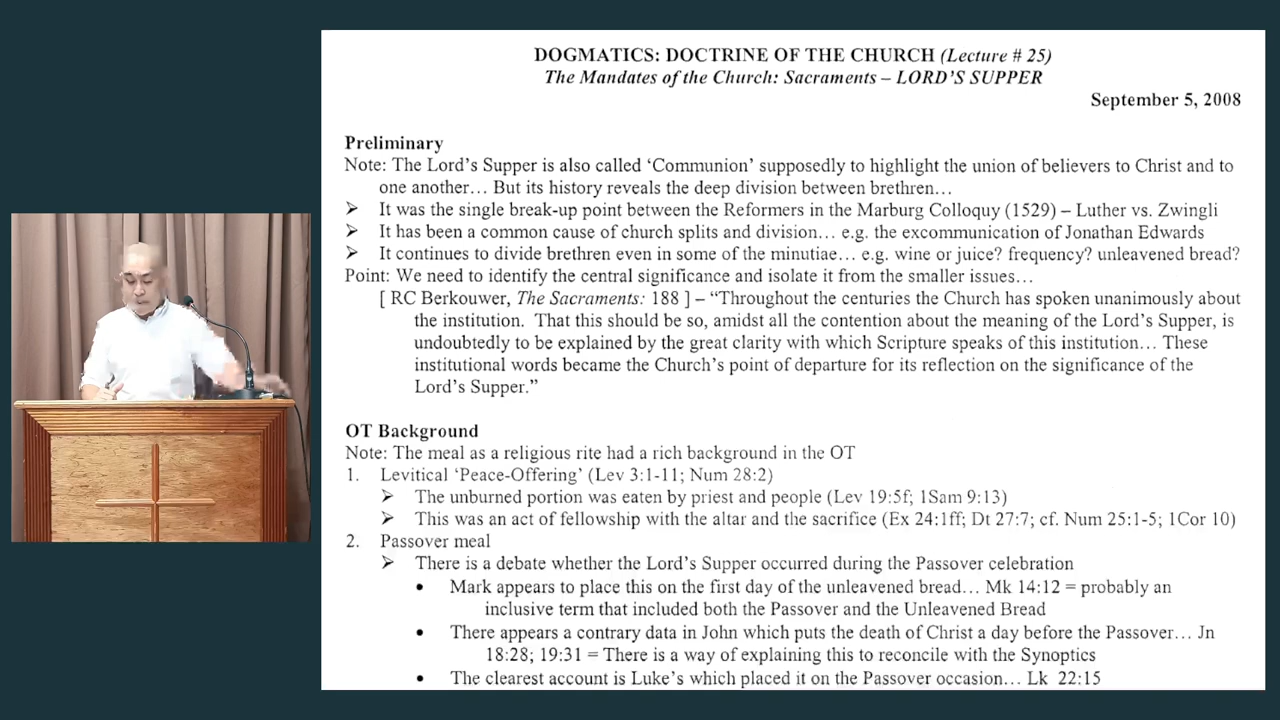 DOGMATICS: DOCTRINE OF THE CHURCH (Lecture # 25)
The Mandates of the Church: Sacraments – LORD'S SUPPER
September 5, 2008
Preliminary
Note: The Lord's Supper is also called 'Communion' supposedly to highlight the union of believers to Christ and to
one another… But its history reveals the deep division between brethren…
➢ It was the single break-up point between the Reformers in the Marburg Colloquy (1529) – Luther vs. Zwingli
➢ It has been a common cause of church splits and division… e.g. the excommunication of Jonathan Edwards
➢ It continues to divide brethren even in some of the minutiae… e.g. wine or juice? frequency? unleavened bread?
Point: We need to identify the central significance and isolate it from the smaller issues…
[ RC Berkouwer, The Sacraments: 188 ] – "Throughout the centuries the Church has spoken unanimously about
the institution. That this should be so, amidst all the contention about the meaning of the Lord's Supper, is
undoubtedly to be explained by the great clarity with which Scripture speaks of this institution… These
institutional words became the Church's point of departure for its reflection on the significance of the
Lord's Supper."
OT Background
Note: The meal as a religious rite had a rich background in the OT
1. Levitical 'Peace-Offering' (Lev 3:1-11; Num 28:2)
➢ The unburned portion was eaten by priest and people (Lev 19:5f; 1Sam 9:13)
➢ This was an act of fellowship with the altar and the sacrifice (Ex 24:1ff; Dt 27:7; cf. Num 25:1-5; 1Cor 10)
2. Passover meal
➢ There is a debate whether the Lord's Supper occurred during the Passover celebration
• Mark appears to place this on the first day of the unleavened bread… Mk 14:12 = probably an
inclusive term that included both the Passover and the Unleavened Bread
• There appears a contrary data in John which puts the death of Christ a day before the Passover… Jn
18:28; 19:31 = There is a way of explaining this to reconcile with the Synoptics
• The clearest account is Luke's which placed it on the Passover occasion… Lk 22:15